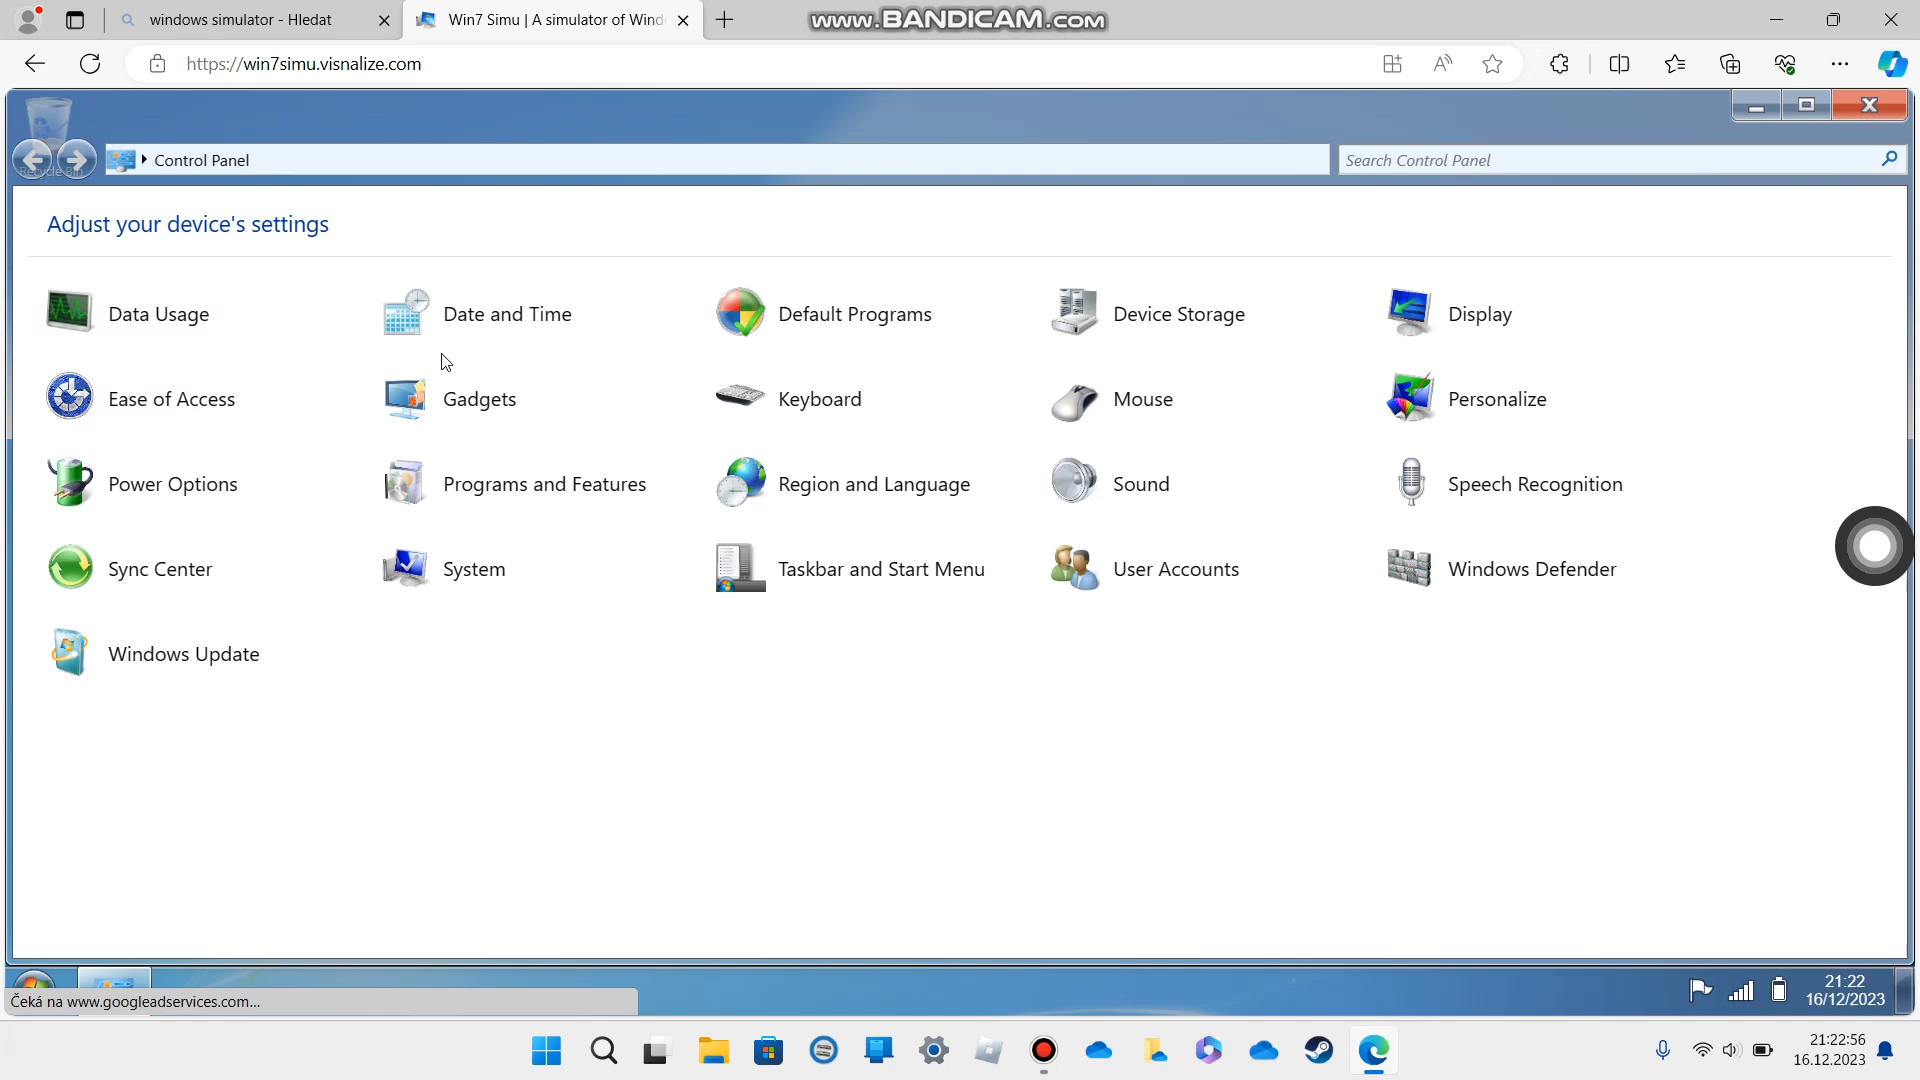 windows simulator - Hledat
Win7 Simu | A simulator of Wind
www.BANDICAM.com
https://win7simu.visnalize.com
Recycle Bin
Control Panel
Search Control Panel
Adjust your device's settings
Data Usage
Date and Time
Default Programs
Device Storage
Display
Ease of Access
Gadgets
Keyboard
Mouse
Personalize
Power Options
Programs and Features
Region and Language
Sound
Speech Recognition
Sync Center
System
Taskbar and Start Menu
User Accounts
Windows Defender
Windows Update
21:22
16/12/2023
Čeká na www.googleadservices.com...
21:22:56
16.12.2023